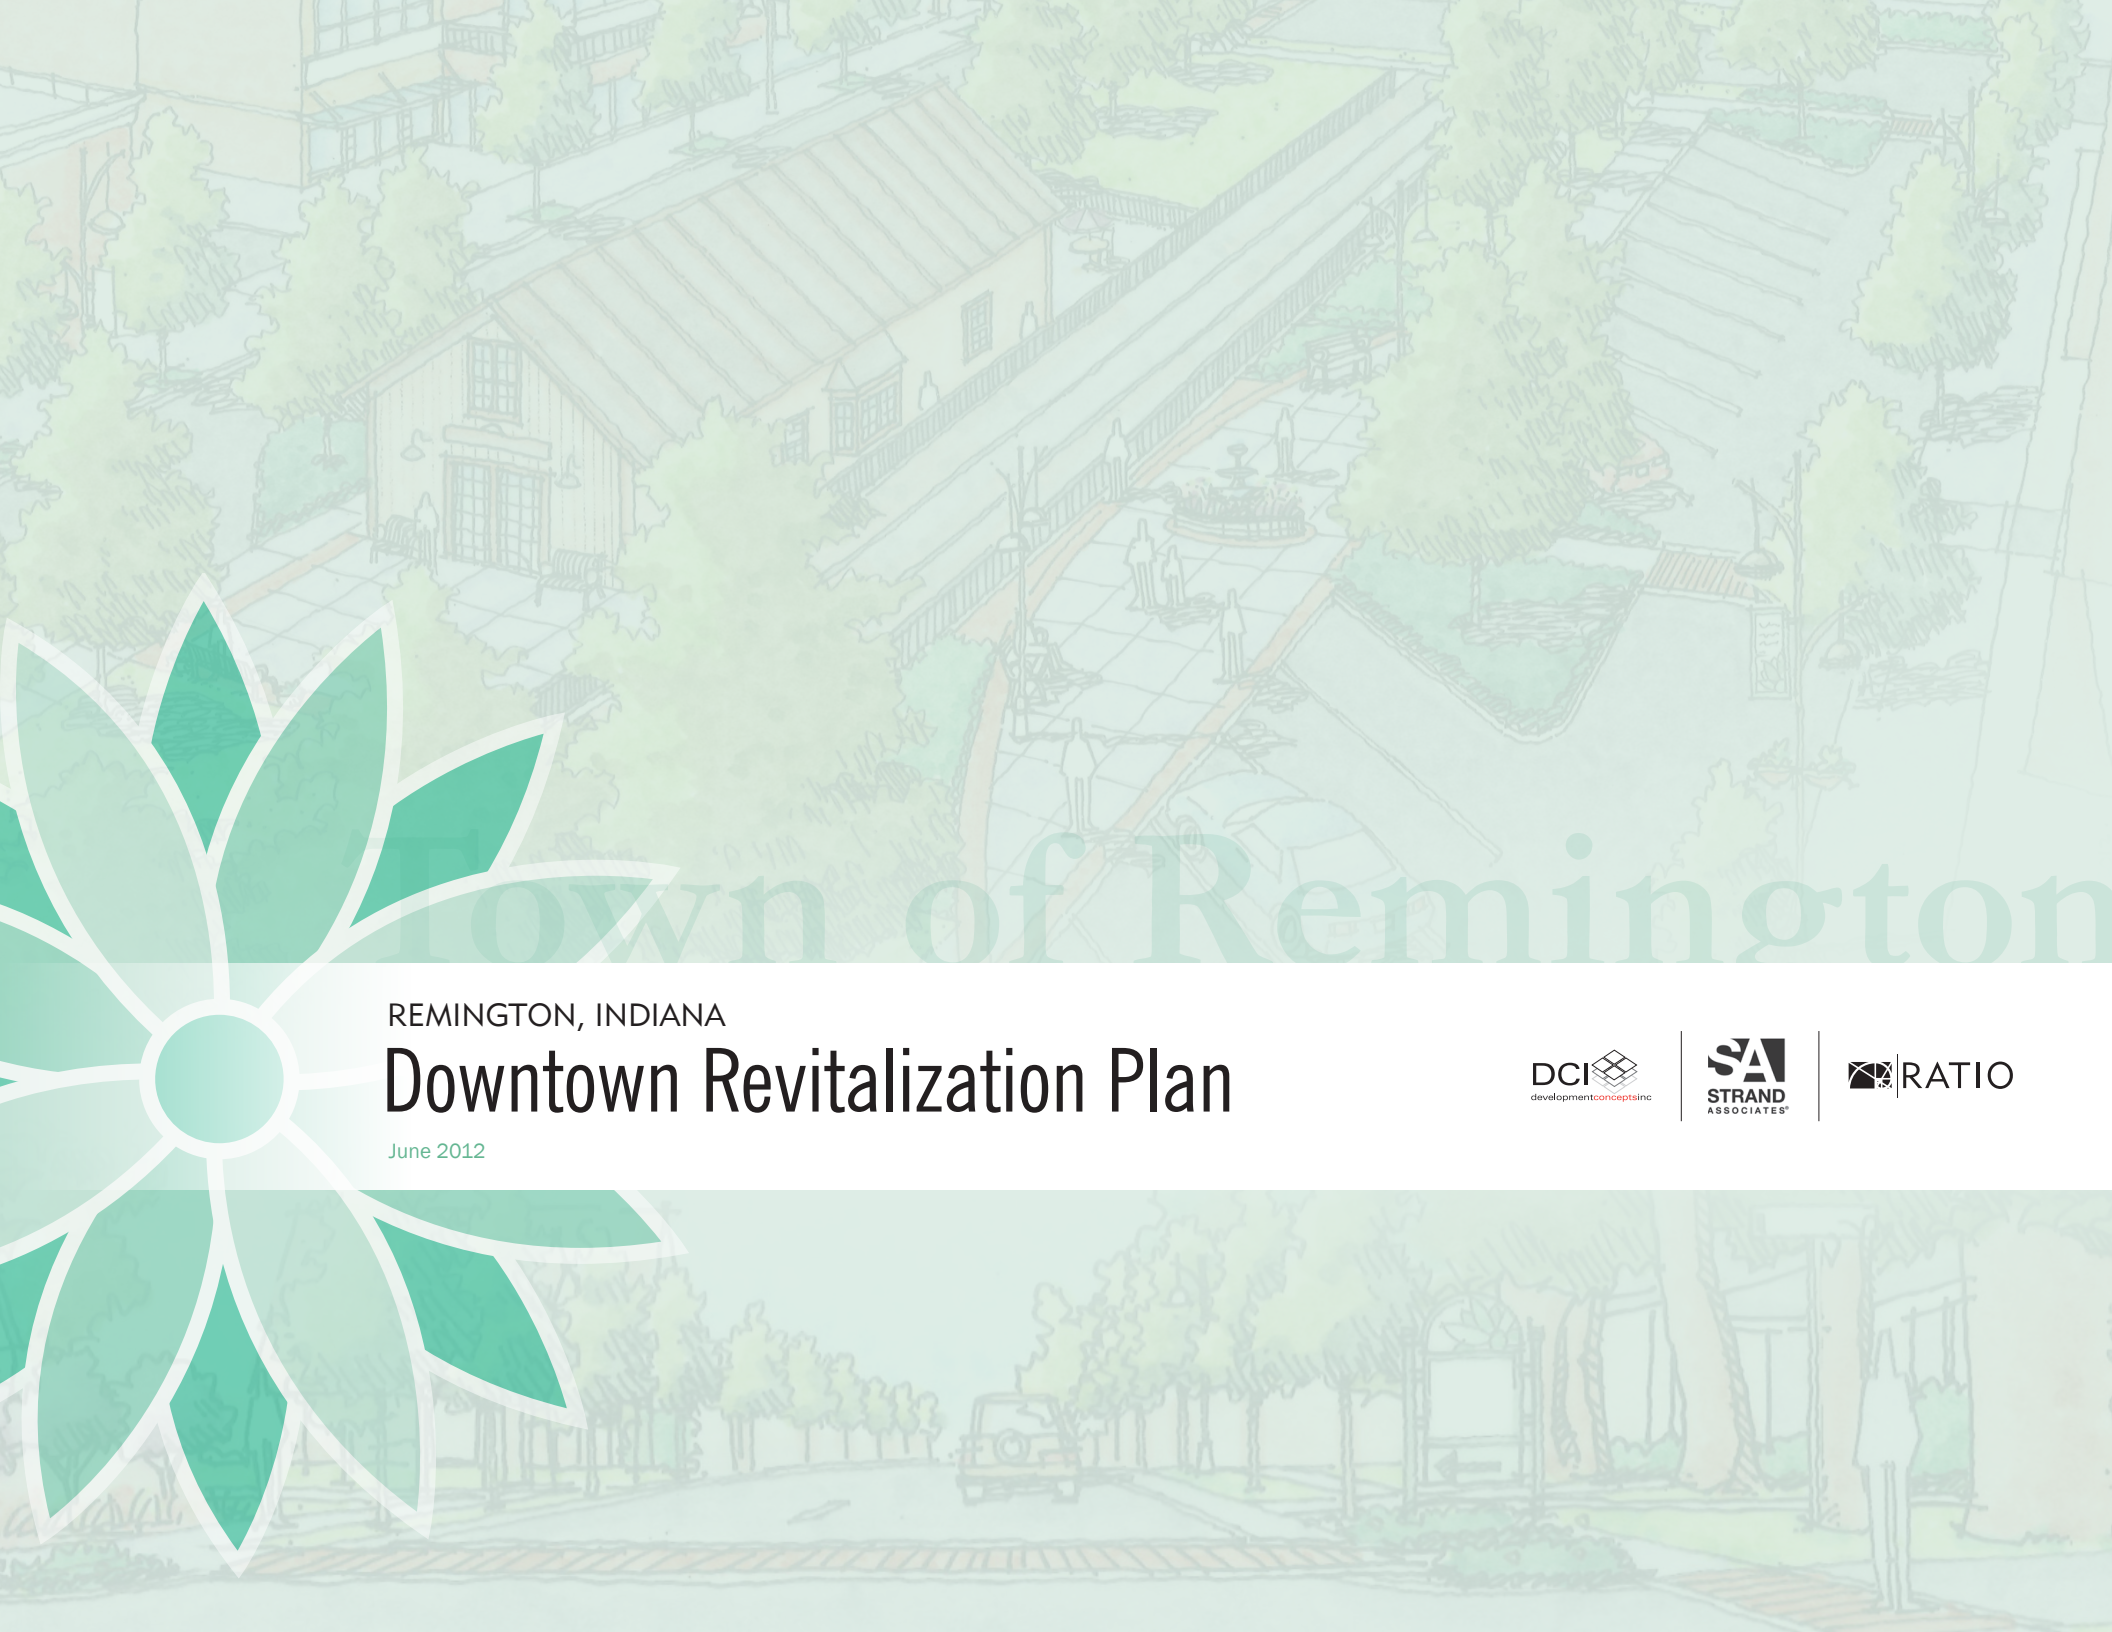 Town of Remington
REMINGTON, INDIANA
Downtown Revitalization Plan
June 2012
DCI
developmentconceptsinc
SA
STRAND
ASSOCIATES®
RATIO